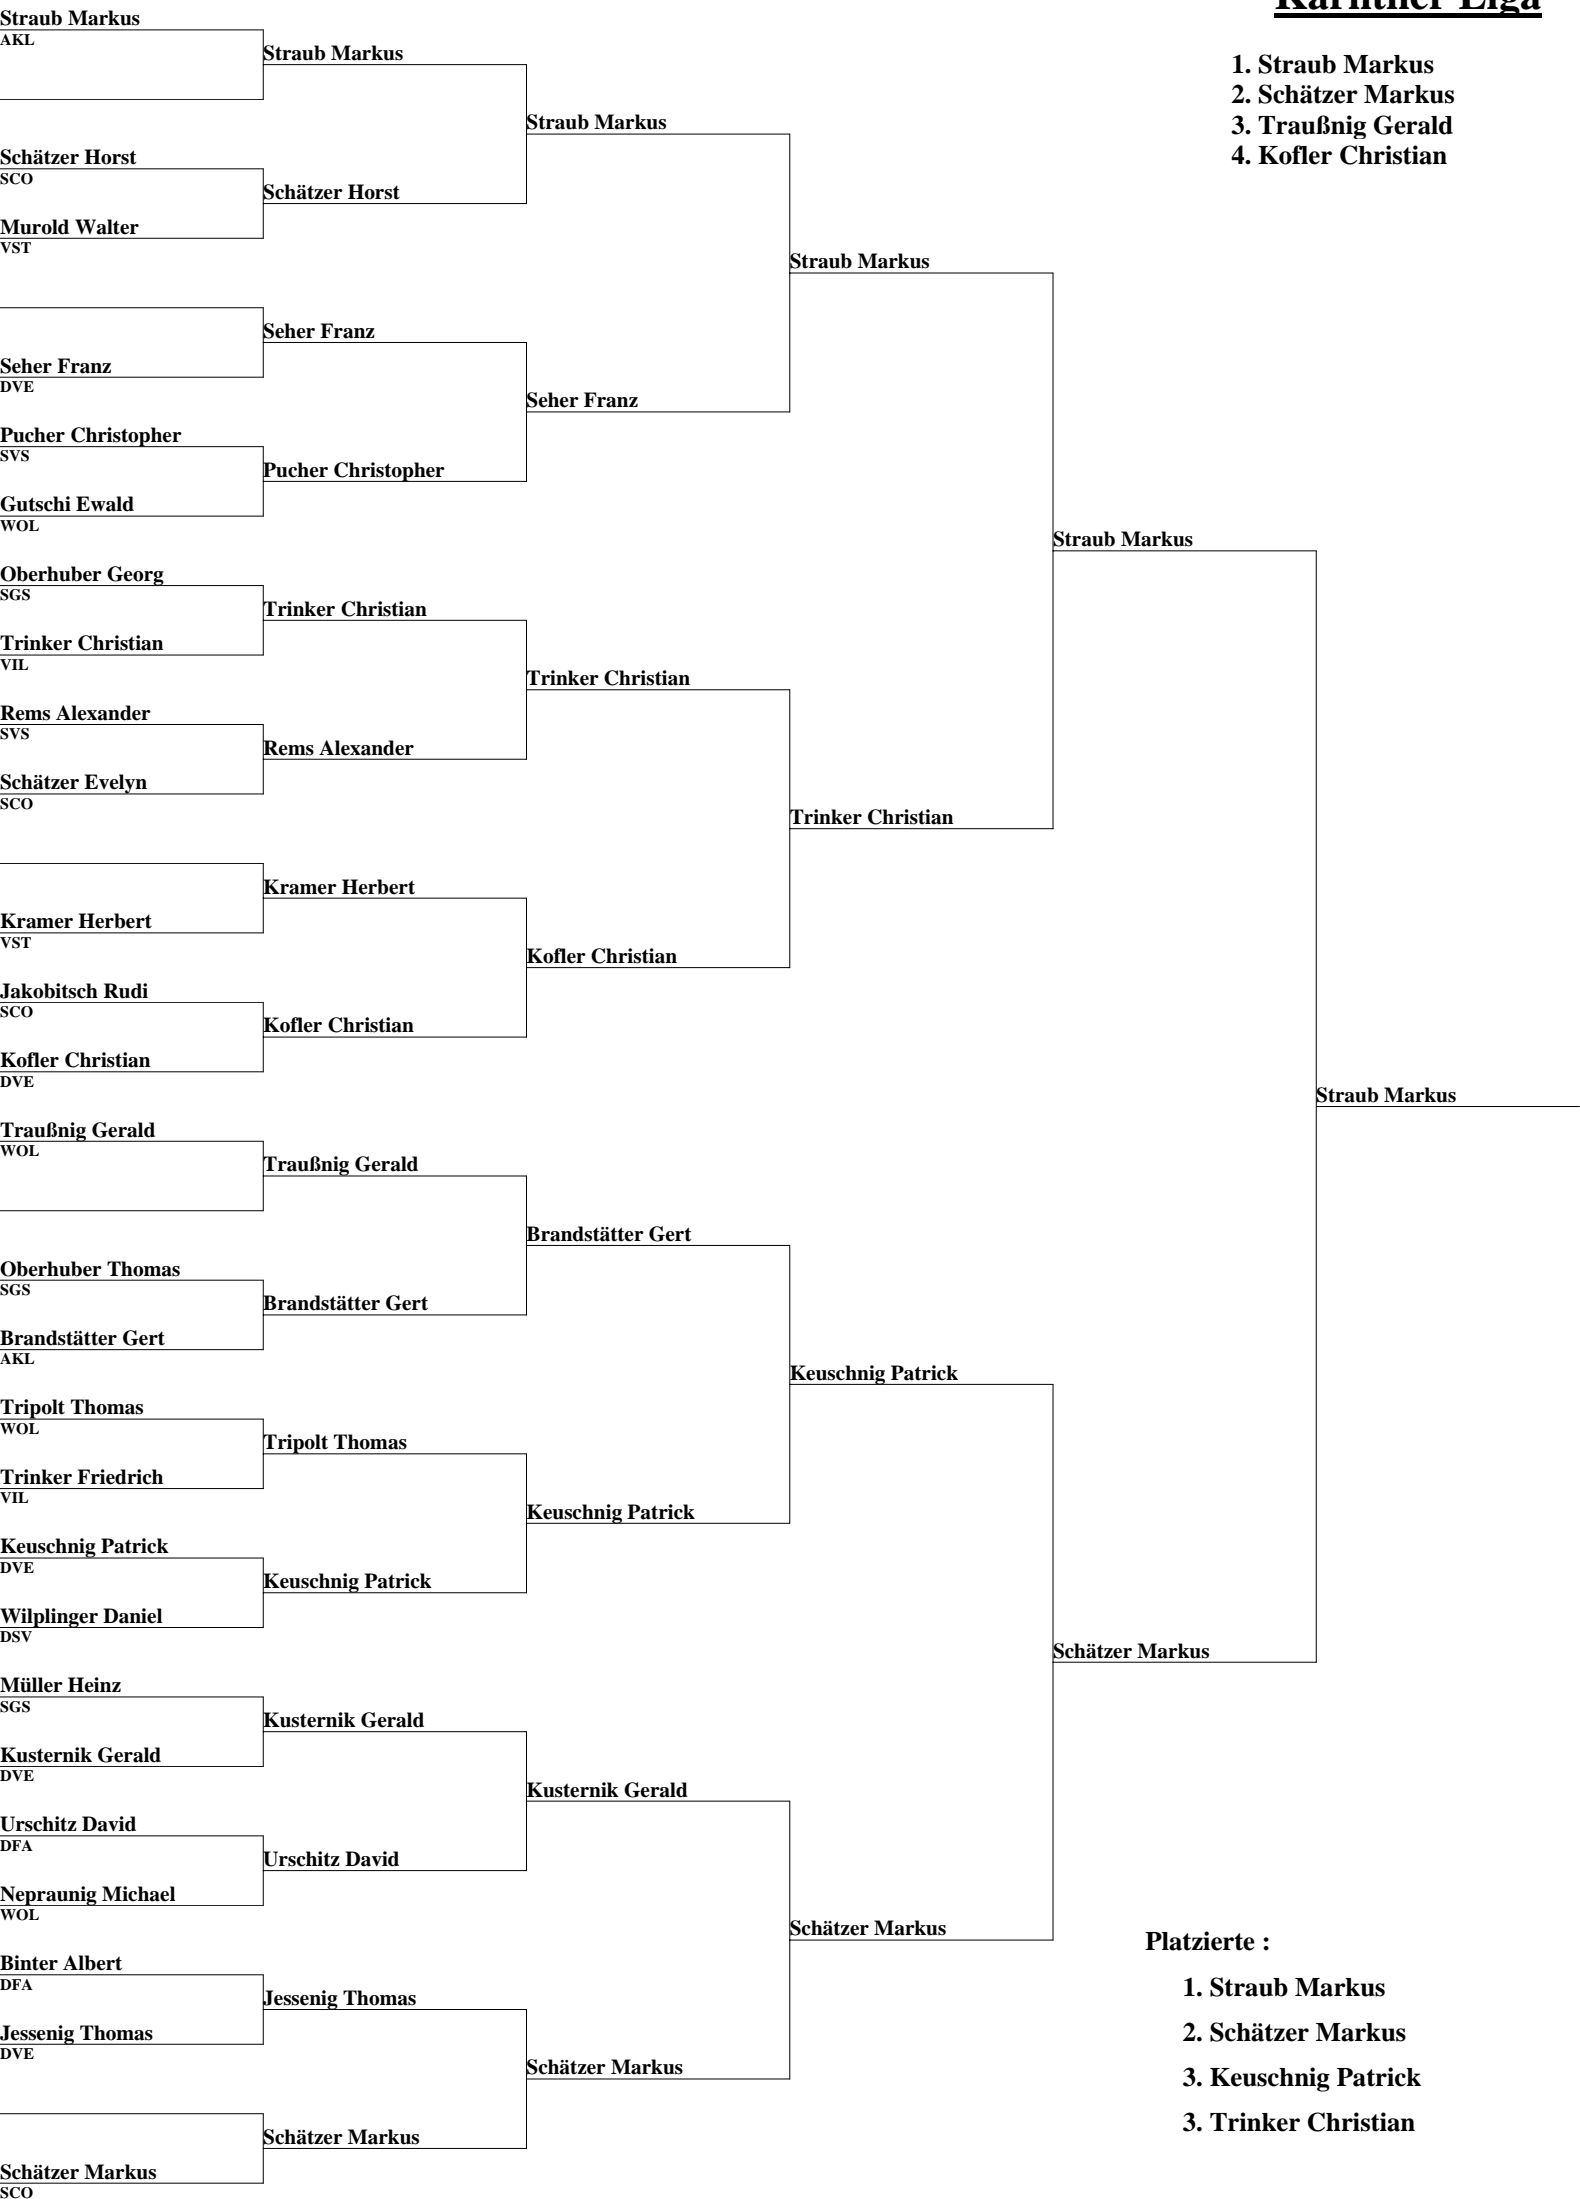 Kärntner Liga
1. Straub Markus
2. Schätzer Markus
3. Traußnig Gerald
4. Kofler Christian
Straub Markus
AKL
Straub Markus
Straub Markus
Schätzer Horst
SCO
Schätzer Horst
Murold Walter
VST
Straub Markus
Seher Franz
Seher Franz
DVE
Seher Franz
Pucher Christopher
SVS
Pucher Christopher
Gutschi Ewald
WOL
Straub Markus
Oberhuber Georg
SGS
Trinker Christian
Trinker Christian
VIL
Trinker Christian
Rems Alexander
SVS
Rems Alexander
Schätzer Evelyn
SCO
Trinker Christian
Kramer Herbert
Kramer Herbert
VST
Kofler Christian
Jakobitsch Rudi
SCO
Kofler Christian
Kofler Christian
DVE
Straub Markus
Traußnig Gerald
WOL
Traußnig Gerald
Brandstätter Gert
Oberhuber Thomas
SGS
Brandstätter Gert
Brandstätter Gert
AKL
Keuschnig Patrick
Tripolt Thomas
WOL
Tripolt Thomas
Trinker Friedrich
VIL
Keuschnig Patrick
Keuschnig Patrick
DVE
Keuschnig Patrick
Wilplinger Daniel
DSV
Schätzer Markus
Müller Heinz
SGS
Kusternik Gerald
Kusternik Gerald
DVE
Kusternik Gerald
Urschitz David
DFA
Urschitz David
Nepraunig Michael
WOL
Schätzer Markus
Binter Albert
DFA
Jessenig Thomas
Jessenig Thomas
DVE
Schätzer Markus
Schätzer Markus
Schätzer Markus
SCO
Platzierte :
1. Straub Markus
2. Schätzer Markus
3. Keuschnig Patrick
3. Trinker Christian